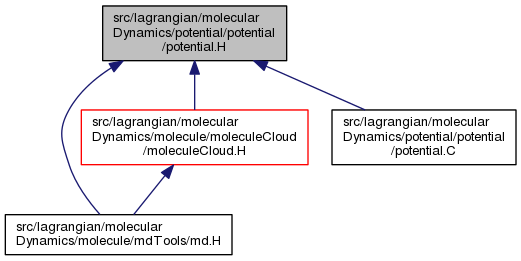 src/lagrangian/molecular
Dynamics/potential/potential
/potential.H
src/lagrangian/molecular
Dynamics/molecule/moleculeCloud
/moleculeCloud.H
src/lagrangian/molecular
Dynamics/potential/potential
/potential.C
src/lagrangian/molecular
Dynamics/molecule/mdTools/md.H